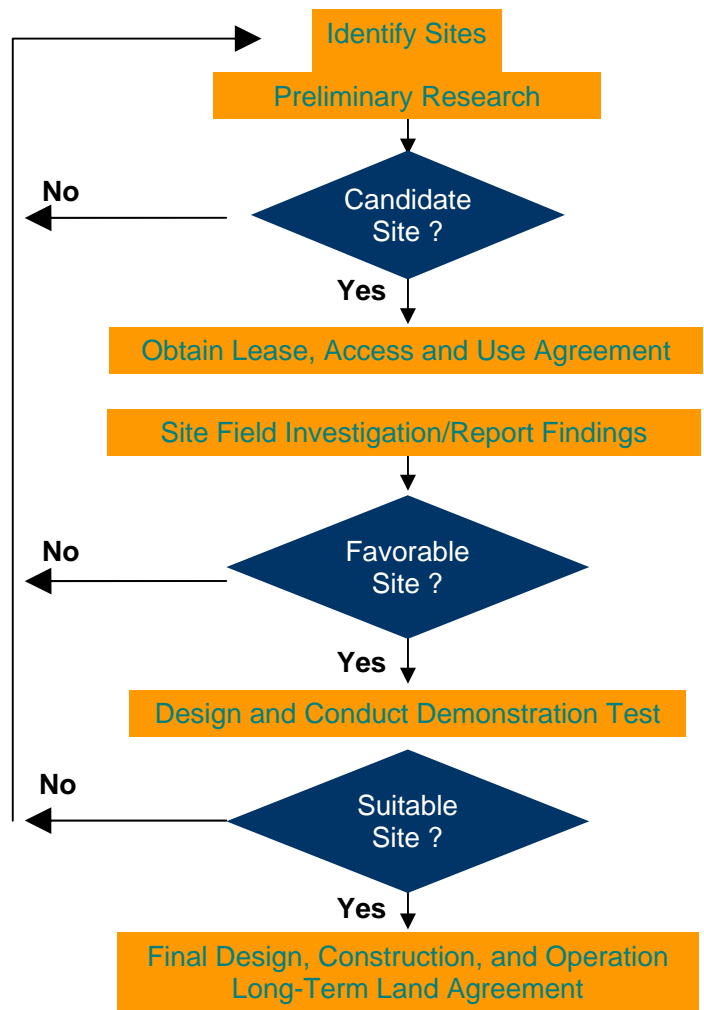 Identify Sites
Preliminary Research
Candidate
Site ?
No
Yes
Obtain Lease, Access and Use Agreement
Site Field Investigation/Report Findings
Favorable
Site ?
No
Yes
Design and Conduct Demonstration Test
Suitable
Site ?
No
Yes
Final Design, Construction, and Operation
Long-Term Land Agreement